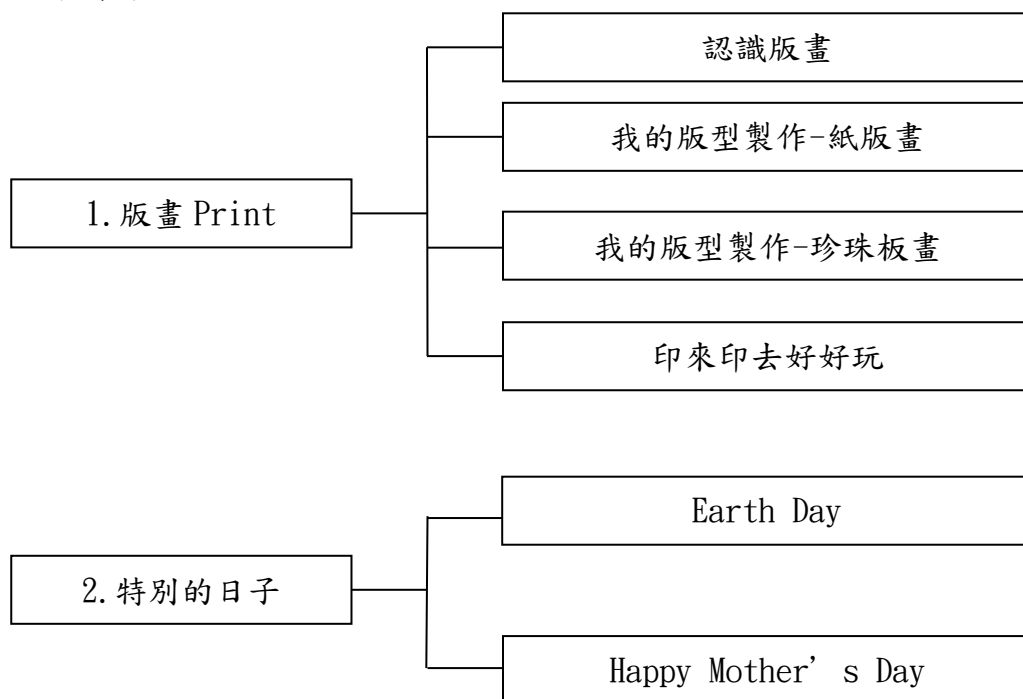 1.版畫 Print
認識版畫
我的版型製作-紙版畫
我的版型製作-珍珠板畫
印來印去好好玩
2.特別的日子
Earth Day
Happy Mother’s Day